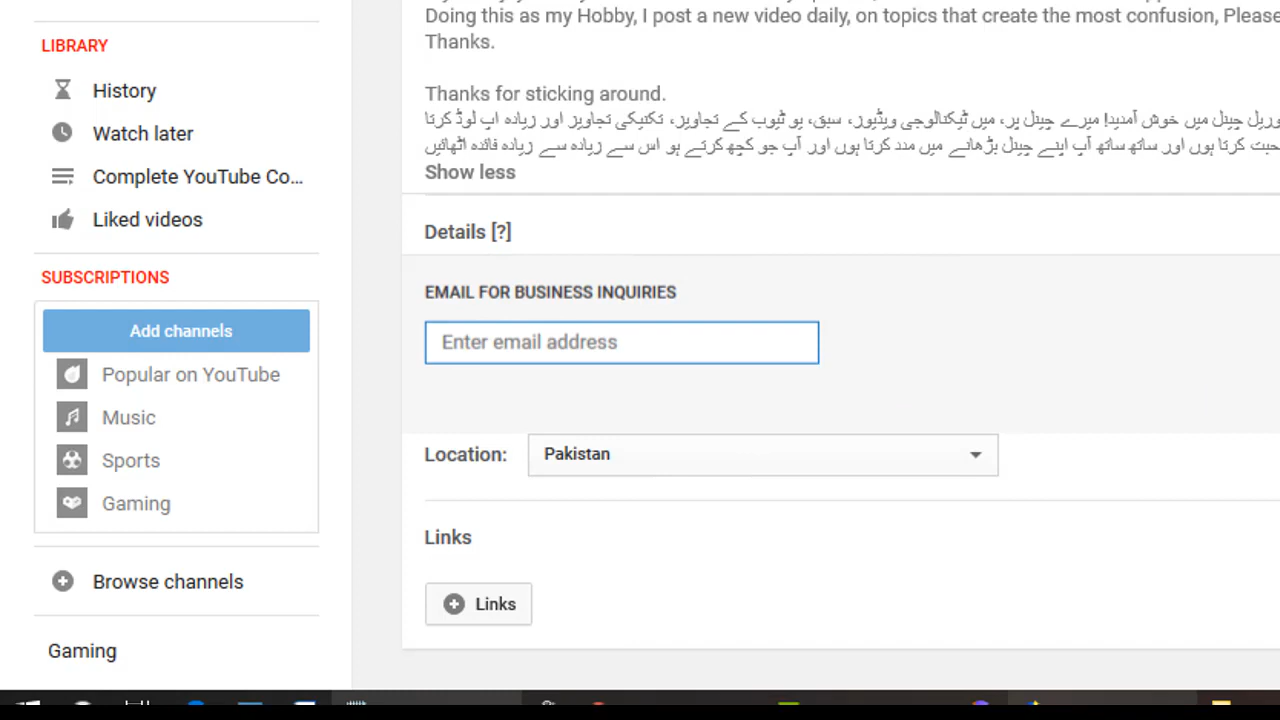 LIBRARY
History
Watch later
Complete YouTube Co...
Liked videos
SUBSCRIPTIONS
Add channels
Popular on YouTube
Music
Sports
Gaming
Browse channels
Gaming
Doing this as my Hobby, I post a new video daily, on topics that create the most confusion, Please
Thanks.
Thanks for sticking around.
چینل میں خوش آمدید! میرے چینل پر، میں ٹیکنالوجی ویڈیوز، سبق، یو ٹیوب کے تجاویز، تکنیکی تجاویز اور زیادہ اپ لوڈ کرتا
کرتا ہوں اور ساتھ ساتھ آپ اپنے چینل بڑھانے میں مدد کرتا ہوں اور آپ جو کچھ کرتے ہو اس سے زیادہ سے زیادہ فائدہ اٹھائیں
Show less
Details [?]
EMAIL FOR BUSINESS INQUIRIES
Enter email address
Location:
Pakistan
Links
Links